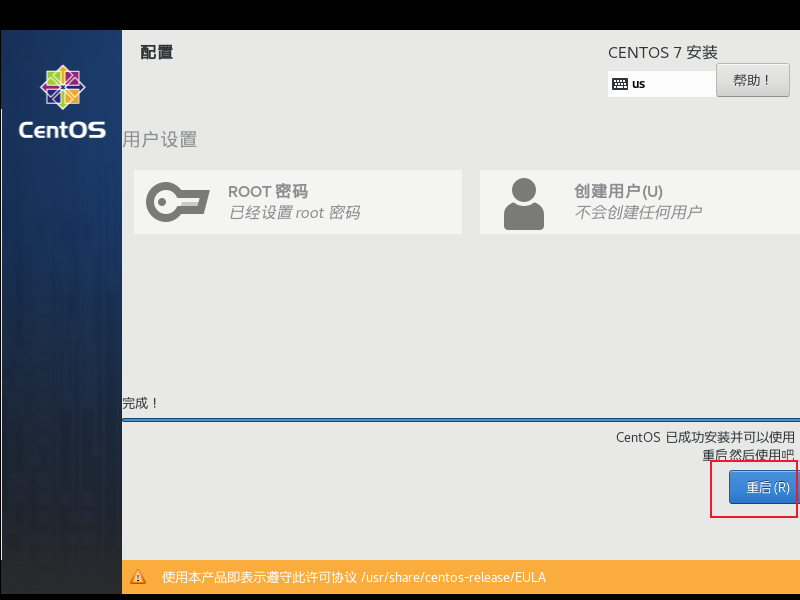 配置
CENTOS 7 安装
us
帮助！
CentOS
用户设置
ROOT 密码
已经设置 root 密码
创建用户(U)
不会创建任何用户
完成！
CentOS 已成功安装并可以使用
重启然后使用吧
重启(R)
使用本产品即表示遵守此许可协议 /usr/share/centos-release/EULA